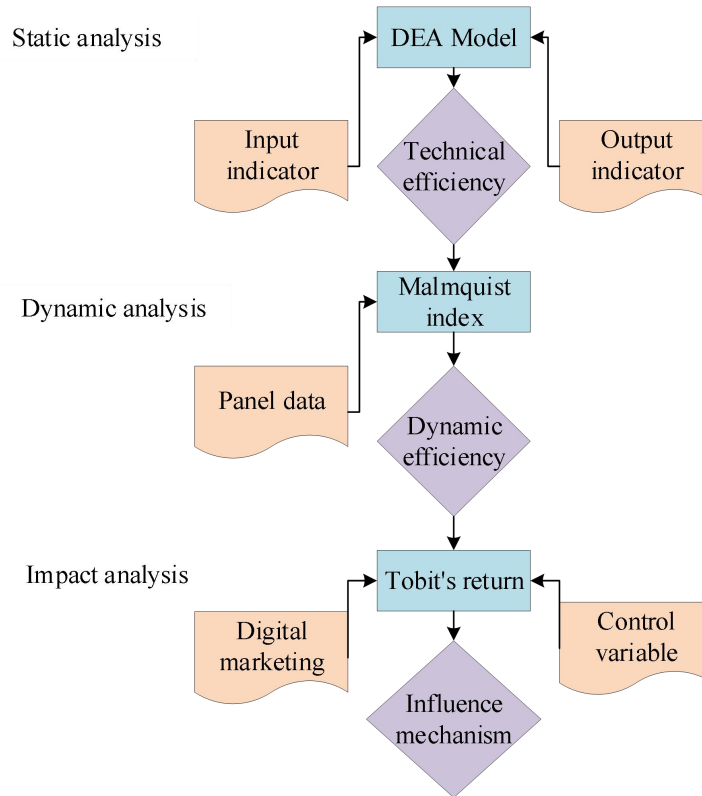 Static analysis
DEA Model
Input
indicator
Technical
efficiency
Output
indicator
Dynamic analysis
Malmquist
index
Panel data
Dynamic
efficiency
Impact analysis
Tobit's return
Digital
marketing
Control
variable
Influence
mechanism